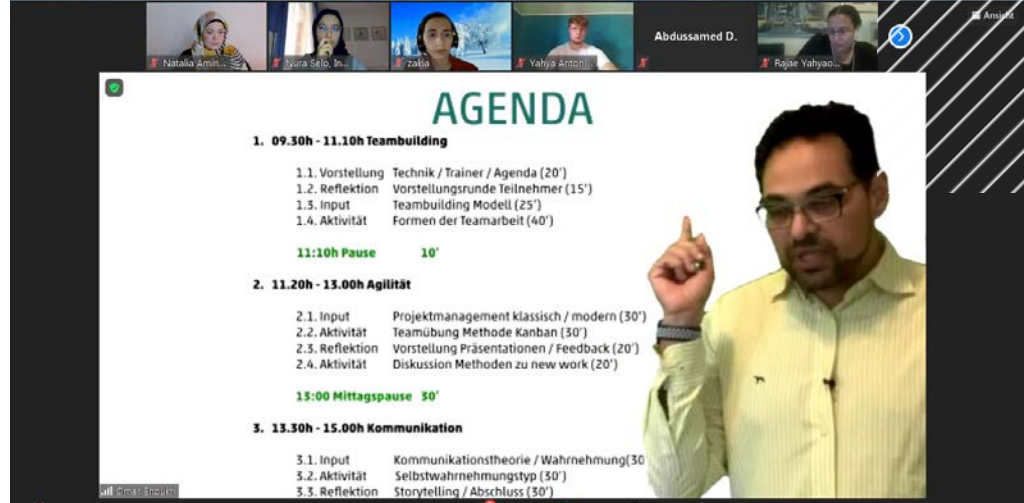 Ansicht
Natalia Amin...
Nura Selo, In...
zakia
Yahya Antohi...
Abdussamed D.
Rajae Yahyao...
AGENDA
1. 09.30h - 11.10h Teambuilding
1.1. Vorstellung Technik / Trainer / Agenda (20')
1.2. Reflektion Vorstellungsrunde Teilnehmer (15')
1.3. Input Teambuilding Modell (25')
1.4. Aktivität Formen der Teamarbeit (40')
11:10h Pause 10'
2. 11.20h - 13.00h Agilität
2.1. Input Projektmanagement klassisch / modern (30')
2.2. Aktivität Teamübung Methode Kanban (30')
2.3. Reflektion Vorstellung Präsentationen / Feedback (20')
2.4. Aktivität Diskussion Methoden zu new work (20')
13:00 Mittagspause 30'
3. 13.30h - 15.00h Kommunikation
3.1. Input Kommunikationstheorie / Wahrnehmung(30
3.2. Aktivität Selbstwahrnehmungstyp (30')
3.3. Reflektion Storytelling / Abschluss (30')
Omar Shoukri